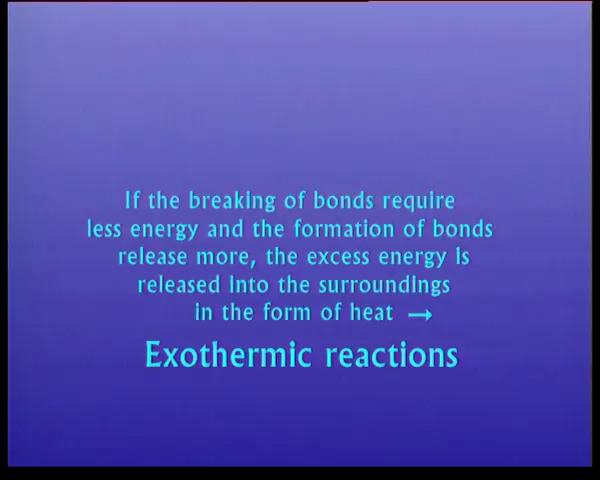 If the breaking of bonds require
less energy and the formation of bonds
release more, the excess energy is
released into the surroundings
in the form of heat →
Exothermic reactions